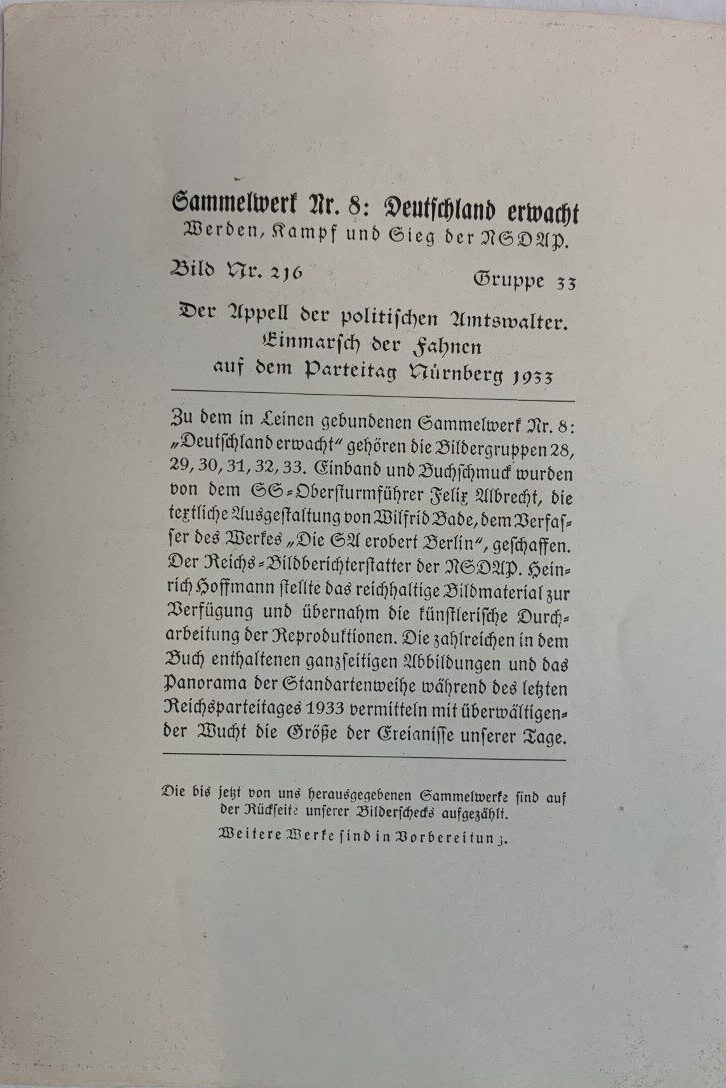 Sammelwerk Nr. 8: Deutschland erwacht
Werden, Kampf und Sieg der NSDAP.
Bild Nr. 216 Gruppe 33
Der Appell der politischen Amtswalter.
Einmarsch der Fahnen
auf dem Parteitag Nürnberg 1933
Zu dem in Leinen gebundenen Sammelwerk Nr. 8:
„Deutschland erwacht“ gehören die Bildergruppen 28,
29, 30, 31, 32, 33. Einband und Buchschmuck wurden
von dem SS-Obersturmführer Felix Albrecht, die
textliche Ausgestaltung von Wilfrid Bade, dem Verfas-
ser des Werkes „Die SA erobert Berlin“, geschaffen.
Der Reichs-Bildberichterstatter der NSDAP. Hein-
rich Hoffmann stellte das reichhaltige Bildmaterial zur
Verfügung und übernahm die künstlerische Durch-
arbeitung der Reproduktionen. Die zahlreichen in dem
Buch enthaltenen ganzseitigen Abbildungen und das
Panorama der Standartenweihe während des letzten
Reichsparteitages 1933 vermitteln mit überwältigen-
der Wucht die Größe der Ereianisse unserer Tage.
Die bis jetzt von uns herausgegebenen Sammelwerke sind auf
der Rückseite unserer Bilderschecks aufgezählt.
Weitere Werke sind in Vorbereitung.